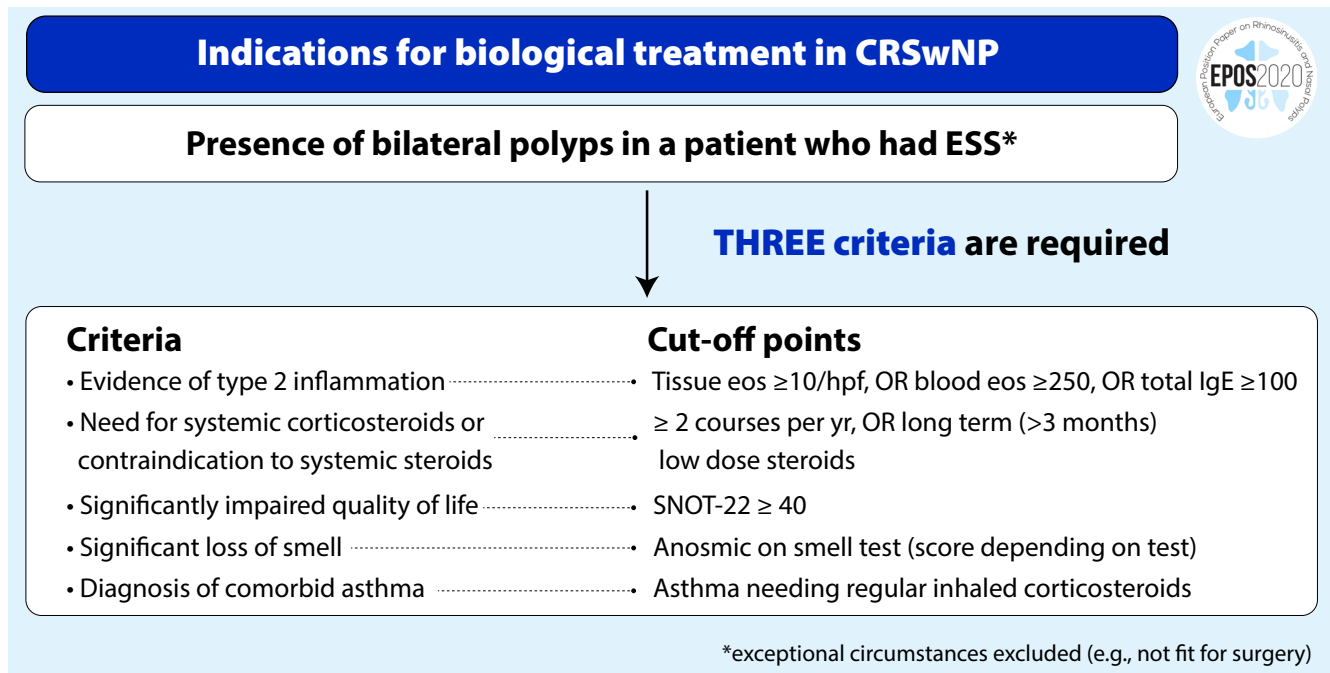 Indications for biological treatment in CRSwNP
European Position Paper on Rhinosinusitis and Nasal Polyps
EPOS2020
Presence of bilateral polyps in a patient who had ESS*
THREE criteria are required
Criteria
Cut-off points
• Evidence of type 2 inflammation
• Tissue eos ≥10/hpf, OR blood eos ≥250, OR total IgE ≥100
• Need for systemic corticosteroids or
contraindication to systemic steroids
• ≥ 2 courses per yr, OR long term (>3 months)
low dose steroids
• Significantly impaired quality of life
• SNOT-22 ≥ 40
• Significant loss of smell
• Anosmic on smell test (score depending on test)
• Diagnosis of comorbid asthma
• Asthma needing regular inhaled corticosteroids
*exceptional circumstances excluded (e.g., not fit for surgery)